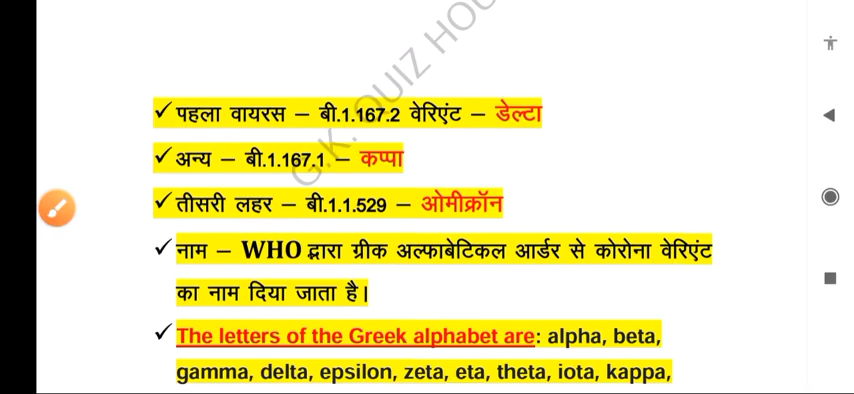 G.K. QUIZ HOU
✓ पहला वायरस – बी.1.167.2 वेरिएंट – डेल्टा
✓ अन्य – बी.1.167.1 – कप्पा
✓ तीसरी लहर – बी.1.1.529 – ओमीक्रॉन
✓ नाम – WHO द्वारा ग्रीक अल्फाबेटिकल आर्डर से कोरोना वेरिएंट
का नाम दिया जाता है।
✓ The letters of the Greek alphabet are: alpha, beta,
gamma, delta, epsilon, zeta, eta, theta, iota, kappa,